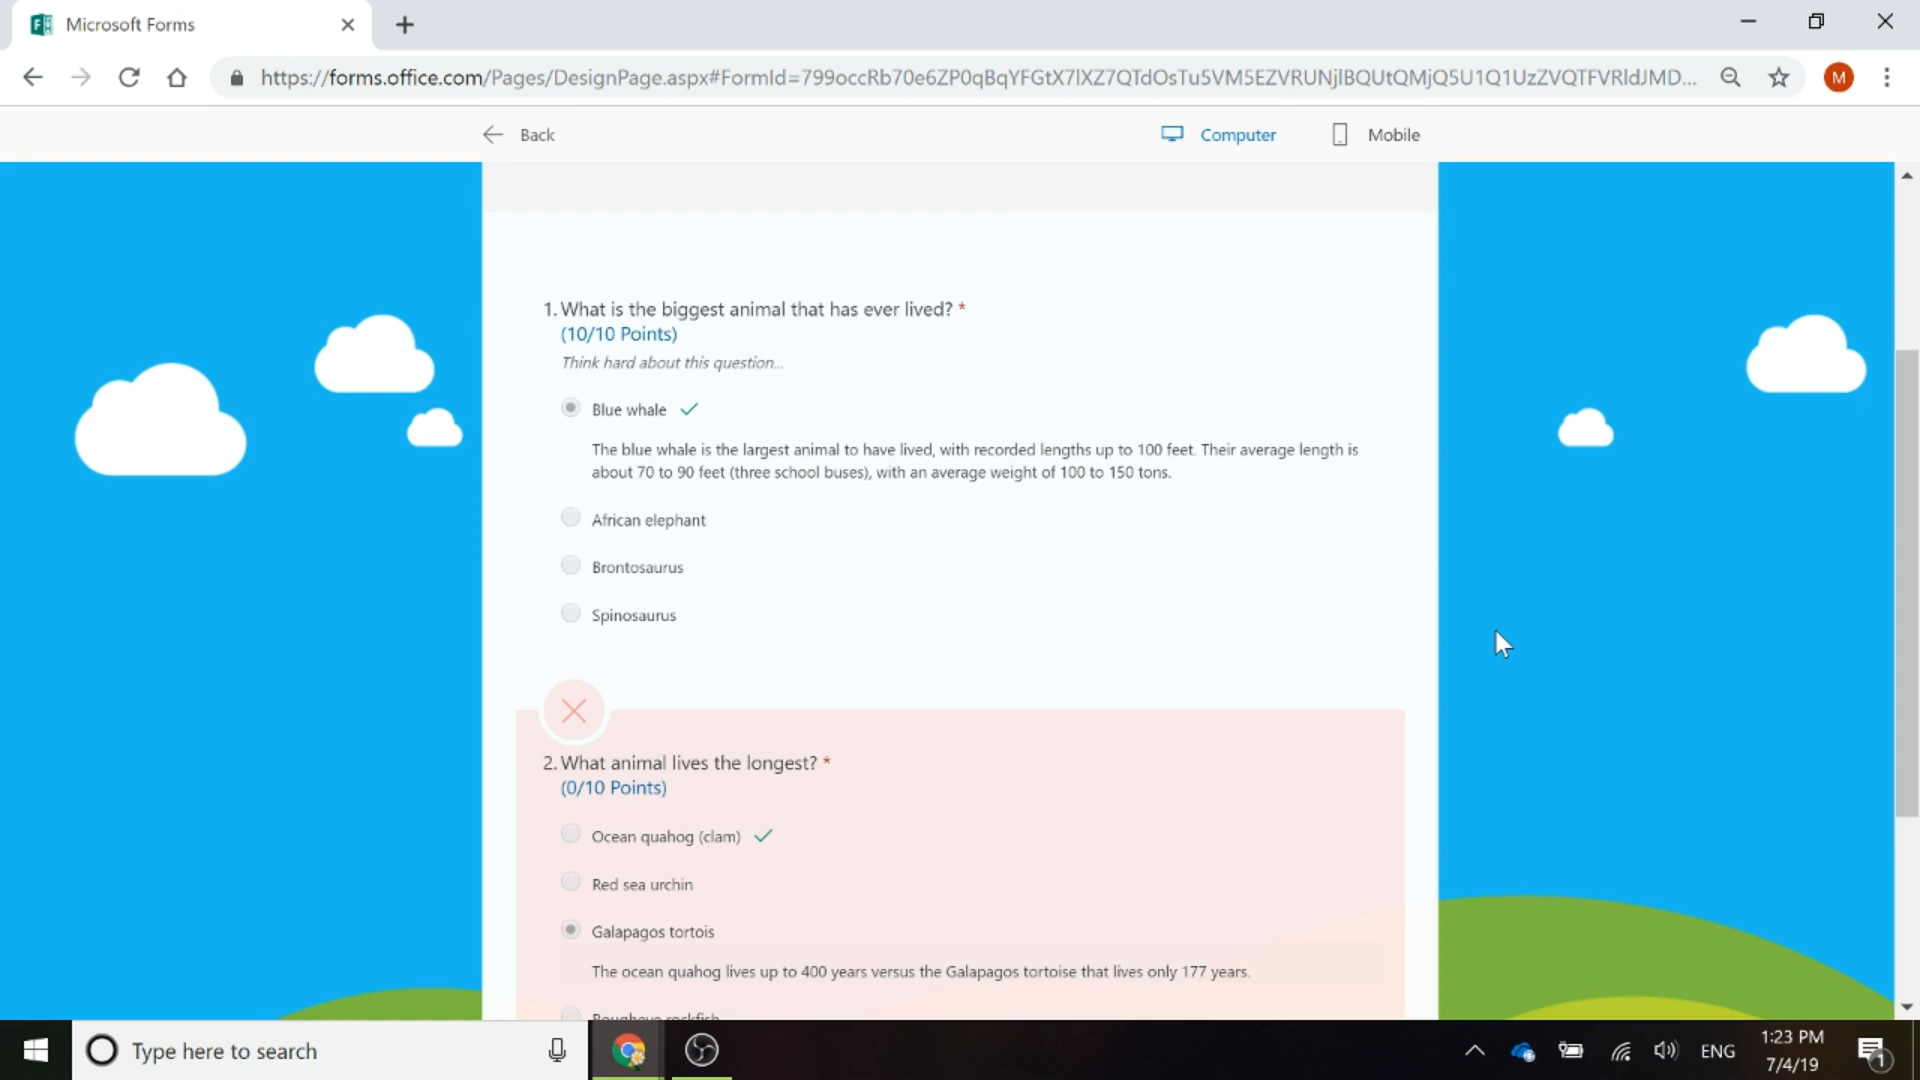 Microsoft Forms
https://forms.office.com/Pages/DesignPage.aspx#FormId=799occRb70e6ZP0qBqYFGtX7lXZ7QTdOsTu5VM5EZVRUNjlBQUtQMjQ5U1Q1UzZVQTFVRldJMD...
M
Back
Computer
Mobile
1. What is the biggest animal that has ever lived? *
(10/10 Points)
Think hard about this question...
Blue whale
The blue whale is the largest animal to have lived, with recorded lengths up to 100 feet. Their average length is
about 70 to 90 feet (three school buses), with an average weight of 100 to 150 tons.
African elephant
Brontosaurus
Spinosaurus
2. What animal lives the longest? *
(0/10 Points)
Ocean quahog (clam)
Red sea urchin
Galapagos tortois
The ocean quahog lives up to 400 years versus the Galapagos tortoise that lives only 177 years.
Rougheye rockfish
Type here to search
ENG
1:23 PM
7/4/19
1